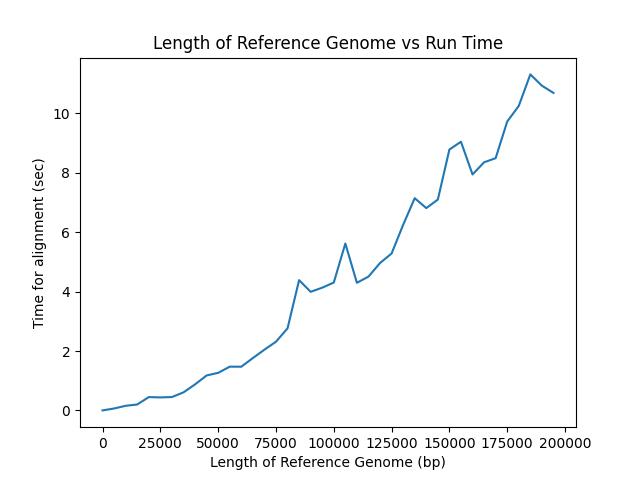 Length of Reference Genome vs Run Time
Time for alignment (sec)
10
8
6
4
2
0
0 25000 50000 75000 100000 125000 150000 175000 200000
Length of Reference Genome (bp)